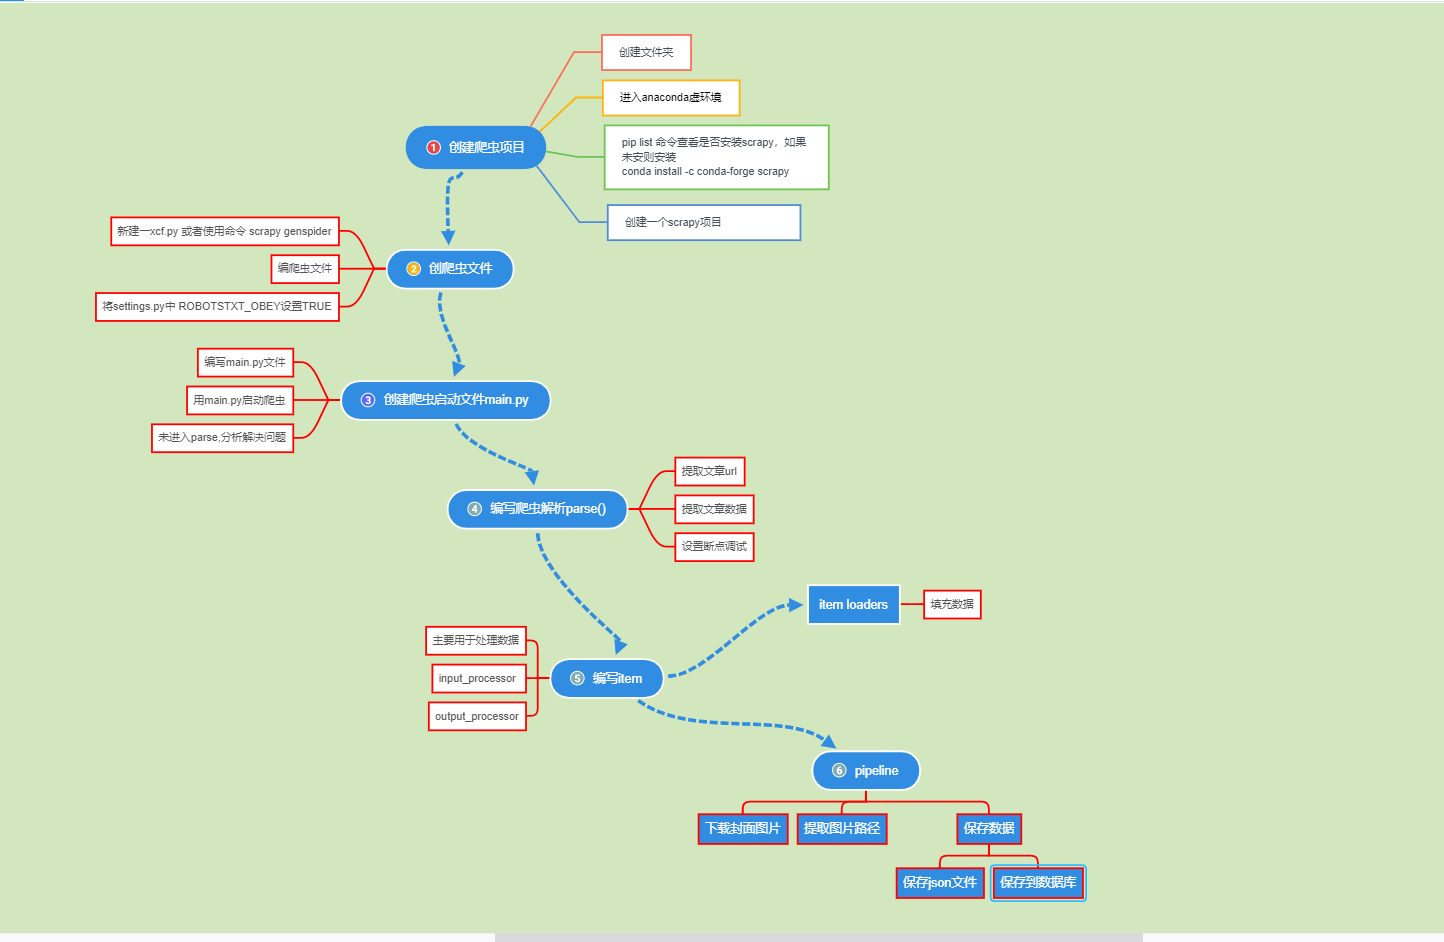 1 创建爬虫项目
创建文件夹
进入anaconda虚环境
pip list 命令查看是否安装scrapy，如果
未安则安装
conda install -c conda-forge scrapy
创建一个scrapy项目
2 创爬虫文件
新建一xcf.py 或者使用命令 scrapy genspider
编爬虫文件
将settings.py中 ROBOTSTXT_OBEY设置TRUE
3 创建爬虫启动文件main.py
编写main.py文件
用main.py启动爬虫
未进入parse,分析解决问题
4 编写爬虫解析parse()
提取文章url
提取文章数据
设置断点调试
5 编写item
主要用于处理数据
input_processor
output_processor
item loaders
填充数据
6 pipeline
下载封面图片
提取图片路径
保存数据
保存json文件
保存到数据库